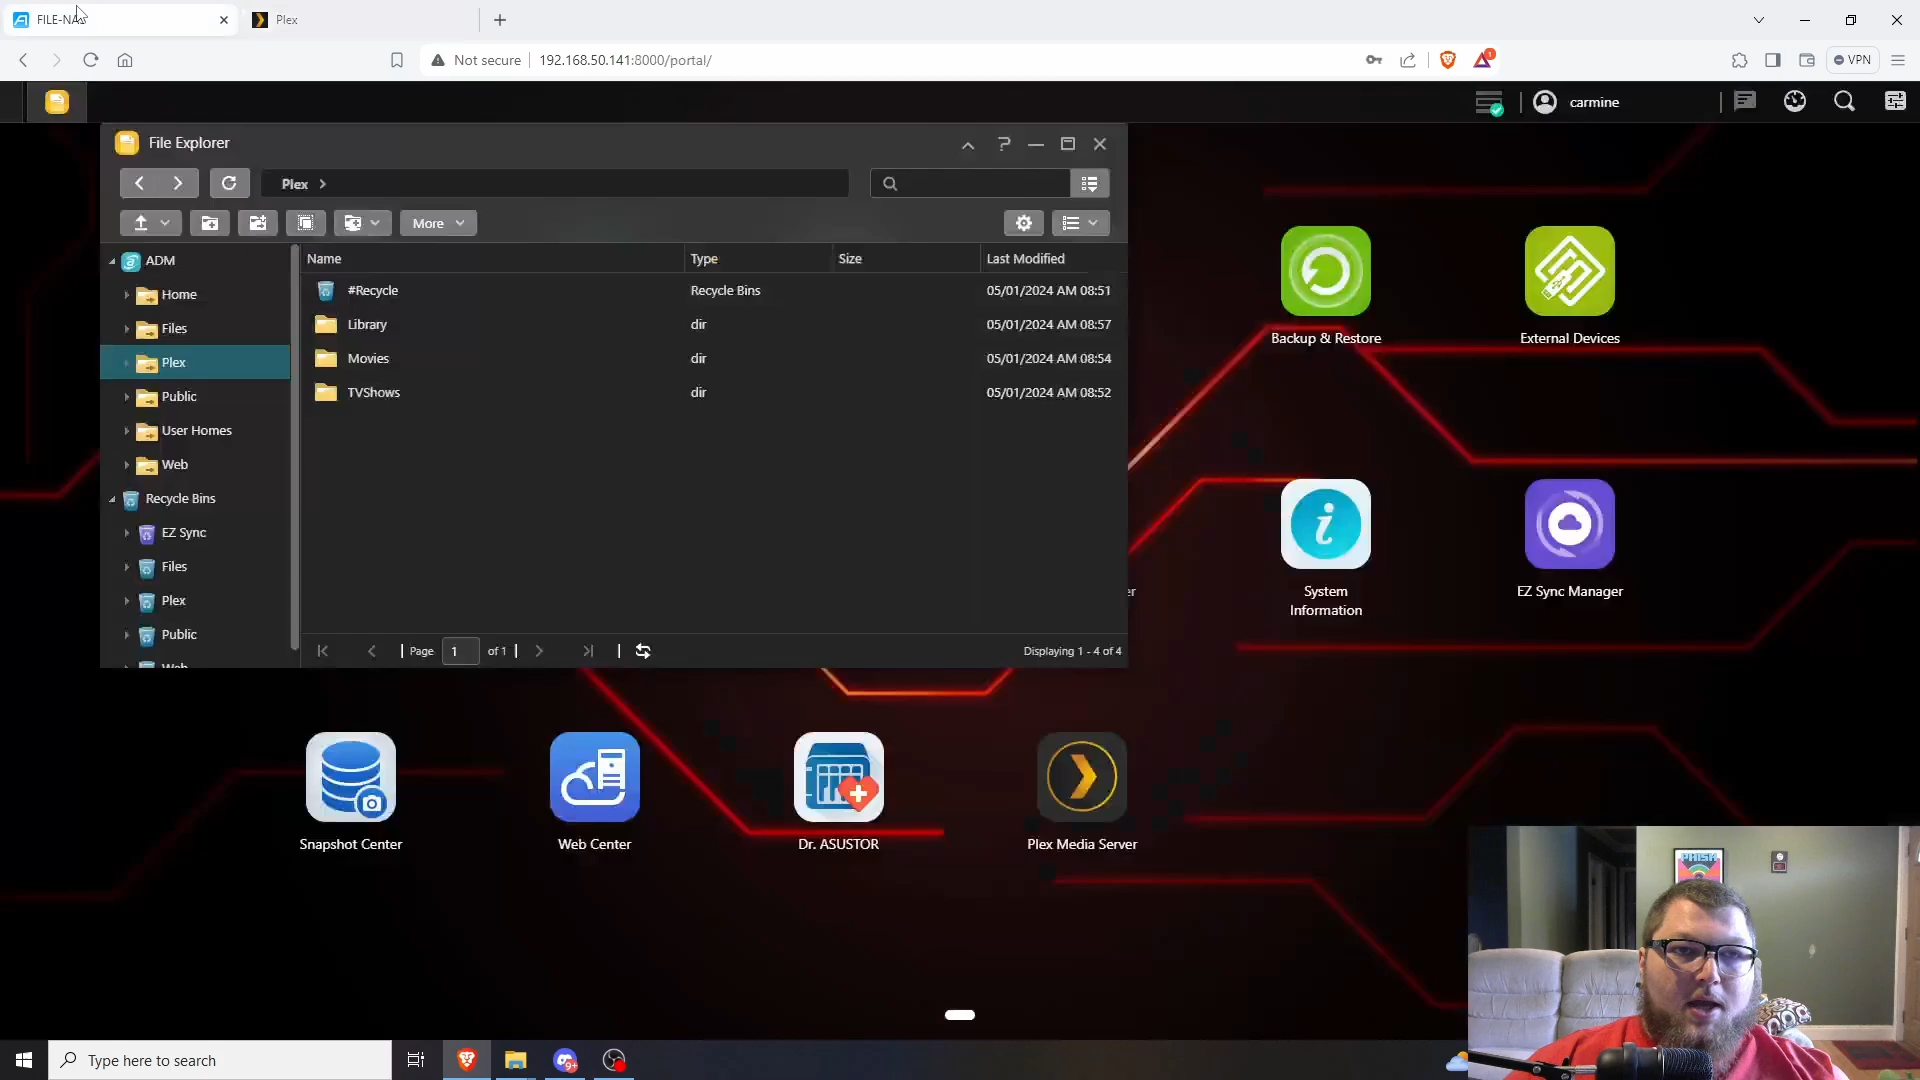 FILE-NAS
Plex
Not secure
192.168.50.141:8000/portal/
1
VPN
carmine
File Explorer
Plex
More
ADM
Home
Files
Plex
Public
User Homes
Web
Recycle Bins
EZ Sync
Files
Plex
Public
Web
Name Type Size Last Modified
#Recycle Recycle Bins 05/01/2024 AM 08:51
Library dir 05/01/2024 AM 08:57
Movies dir 05/01/2024 AM 08:54
TVShows dir 05/01/2024 AM 08:52
Page 1 of 1
Displaying 1 - 4 of 4
Backup & Restore
External Devices
er
System
Information
EZ Sync Manager
Snapshot Center
Web Center
Dr. ASUSTOR
Plex Media Server
PHISH
Type here to search
9+